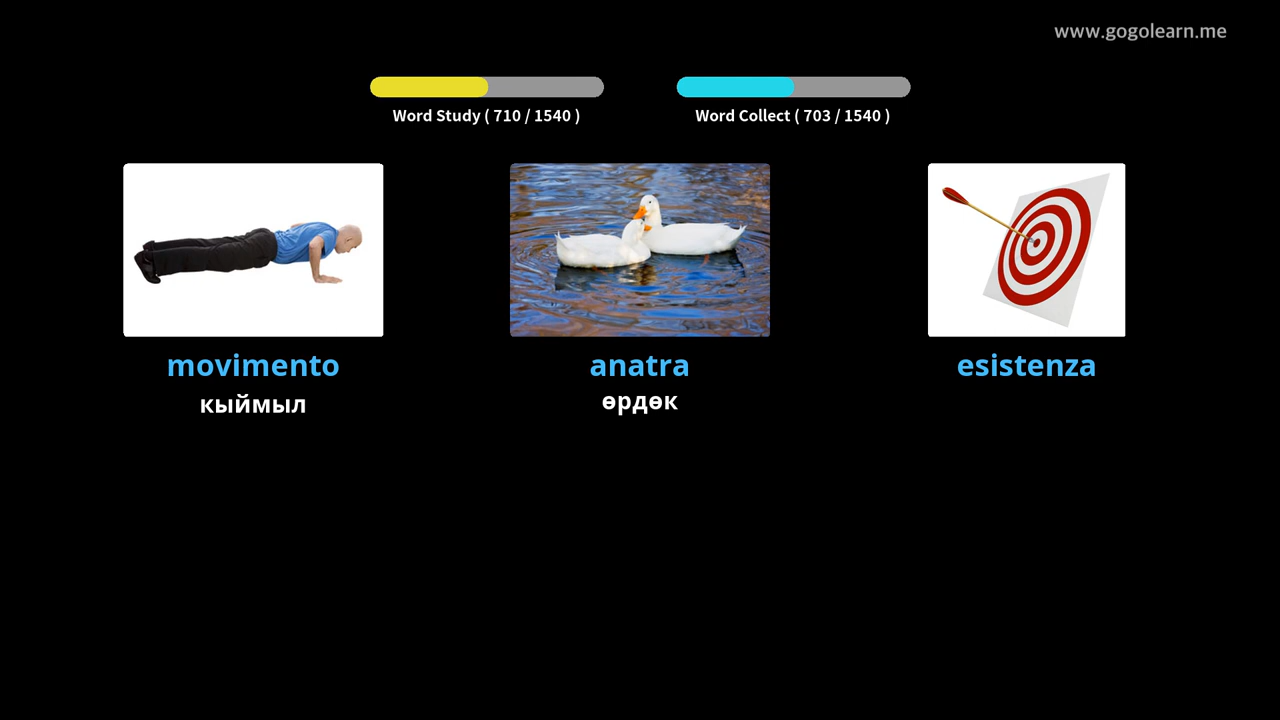 www.gogolearn.me
Word Study ( 710 / 1540 )
Word Collect ( 703 / 1540 )
movimento
anatra
esistenza
кыймыл
өрдөк